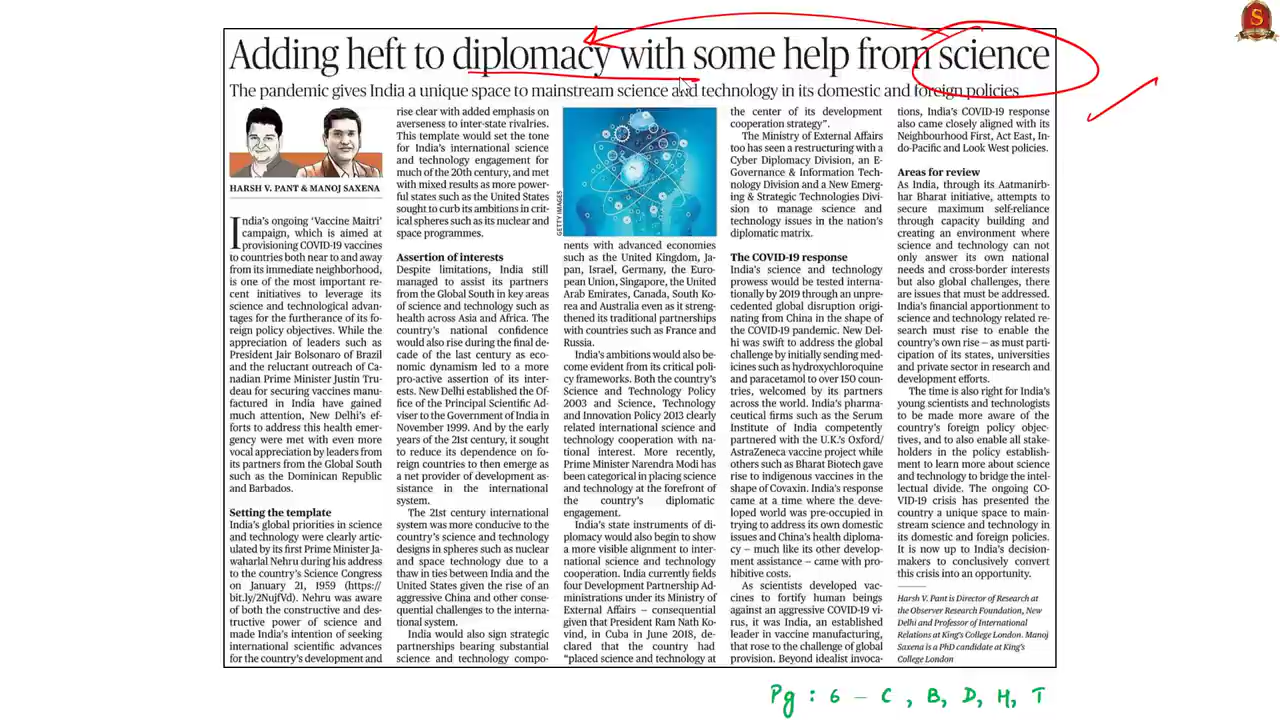 S
Adding heft to diplomacy with some help from science
The pandemic gives India a unique space to mainstream science and technology in its domestic and foreign policies
HARSH V. PANT & MANOJ SAXENA
India's ongoing 'Vaccine Maitri'
campaign, which is aimed at
provisioning COVID-19 vaccines
to countries both near to and away
from its immediate neighborhood,
is one of the most important re-
cent initiatives to leverage its
science and technological advan-
tages for the furtherance of its fo-
reign policy objectives. While the
appreciation of leaders such as
President Jair Bolsonaro of Brazil
and the reluctant outreach of Ca-
nadian Prime Minister Justin Tru-
deau for securing vaccines manu-
factured in India have gained
much attention, New Delhi's ef-
forts to address this health emer-
gency were met with even more
vocal appreciation by leaders from
its partners from the Global South
such as the Dominican Republic
and Barbados.
Setting the template
India's global priorities in science
and technology were clearly artic-
ulated by its first Prime Minister Ja-
waharlal Nehru during his address
to the country's Science Congress
on January 21, 1959 (https://
bit.ly/2NujfVd). Nehru was aware
of both the constructive and des-
tructive power of science and
made India's intention of seeking
international scientific advances
for the country's development and
rise clear with added emphasis on
averseness to inter-state rivalries.
This template would set the tone
for India's international science
and technology engagement for
much of the 20th century, and met
with mixed results as more power-
ful states such as the United States
sought to curb its ambitions in crit-
ical spheres such as its nuclear and
space programmes.
Assertion of interests
Despite limitations, India still
managed to assist its partners
from the Global South in key areas
of science and technology such as
health across Asia and Africa. The
country's national confidence
would also rise during the final de-
cade of the last century as eco-
nomic dynamism led to a more
pro-active assertion of its inter-
ests. New Delhi established the Of-
fice of the Principal Scientific Ad-
viser to the Government of India in
November 1999. And by the early
years of the 21st century, it sought
to reduce its dependence on fo-
reign countries to then emerge as
a net provider of development as-
sistance in the international
system.
The 21st century international
system was more conducive to the
country's science and technology
designs in spheres such as nuclear
and space technology due to a
thaw in ties between India and the
United States given the rise of an
aggressive China and other conse-
quential challenges to the interna-
tional system.
India would also sign strategic
partnerships bearing substantial
science and technology compo-
GETTY IMAGES
nents with advanced economies
such as the United Kingdom, Ja-
pan, Israel, Germany, the Euro-
pean Union, Singapore, the United
Arab Emirates, Canada, South Ko-
rea and Australia even as it streng-
thened its traditional partnerships
with countries such as France and
Russia.
India's ambitions would also be-
come evident from its critical poli-
cy frameworks. Both the country's
Science and Technology Policy
2003 and Science, Technology
and Innovation Policy 2013 clearly
related international science and
technology cooperation with na-
tional interest. More recently,
Prime Minister Narendra Modi has
been categorical in placing science
and technology at the forefront of
the country's diplomatic
engagement.
India's state instruments of di-
plomacy would also begin to show
a more visible alignment to inter-
national science and technology
cooperation. India currently fields
four Development Partnership Ad-
ministrations under its Ministry of
External Affairs – consequential
given that President Ram Nath Ko-
vind, in Cuba in June 2018, de-
clared that the country had
"placed science and technology at
the center of its development
cooperation strategy".
The Ministry of External Affairs
too has seen a restructuring with a
Cyber Diplomacy Division, an E-
Governance & Information Tech-
nology Division and a New Emerg-
ing & Strategic Technologies Divi-
sion to manage science and
technology issues in the nation's
diplomatic matrix.
The COVID-19 response
India's science and technology
prowess would be tested interna-
tionally by 2019 through an unpre-
cedented global disruption origi-
nating from China in the shape of
the COVID-19 pandemic. New Del-
hi was swift to address the global
challenge by initially sending med-
icines such as hydroxychloroquine
and paracetamol to over 150 coun-
tries, welcomed by its partners
across the world. India's pharma-
ceutical firms such as the Serum
Institute of India competently
partnered with the U.K.'s Oxford/
AstraZeneca vaccine project while
others such as Bharat Biotech gave
rise to indigenous vaccines in the
shape of Covaxin. India's response
came at a time where the deve-
loped world was pre-occupied in
trying to address its own domestic
issues and China's health diploma-
cy – much like its other develop-
ment assistance – came with pro-
hibitive costs.
As scientists developed vac-
cines to fortify human beings
against an aggressive COVID-19 vi-
rus, it was India, an established
leader in vaccine manufacturing,
that rose to the challenge of global
provision. Beyond idealist invoca-
tions, India's COVID-19 response
also came closely aligned with its
Neighbourhood First, Act East, In-
do-Pacific and Look West policies.
Areas for review
As India, through its Aatmanirb-
har Bharat initiative, attempts to
secure maximum self-reliance
through capacity building and
creating an environment where
science and technology can not
only answer its own national
needs and cross-border interests
but also global challenges, there
are issues that must be addressed.
India's financial apportionment to
science and technology related re-
search must rise to enable the
country's own rise – as must parti-
cipation of its states, universities
and private sector in research and
development efforts.
The time is also right for India's
young scientists and technologists
to be made more aware of the
country's foreign policy objec-
tives, and to also enable all stake-
holders in the policy establish-
ment to learn more about science
and technology to bridge the intel-
lectual divide. The ongoing CO-
VID-19 crisis has presented the
country a unique space to main-
stream science and technology in
its domestic and foreign policies.
It is now up to India's decision-
makers to conclusively convert
this crisis into an opportunity.
Harsh V. Pant is Director of Research at
the Observer Research Foundation, New
Delhi and Professor of International
Relations at King's College London. Manoj
Saxena is a PhD candidate at King's
College London
Pg : 6 – C , B, D, H, T